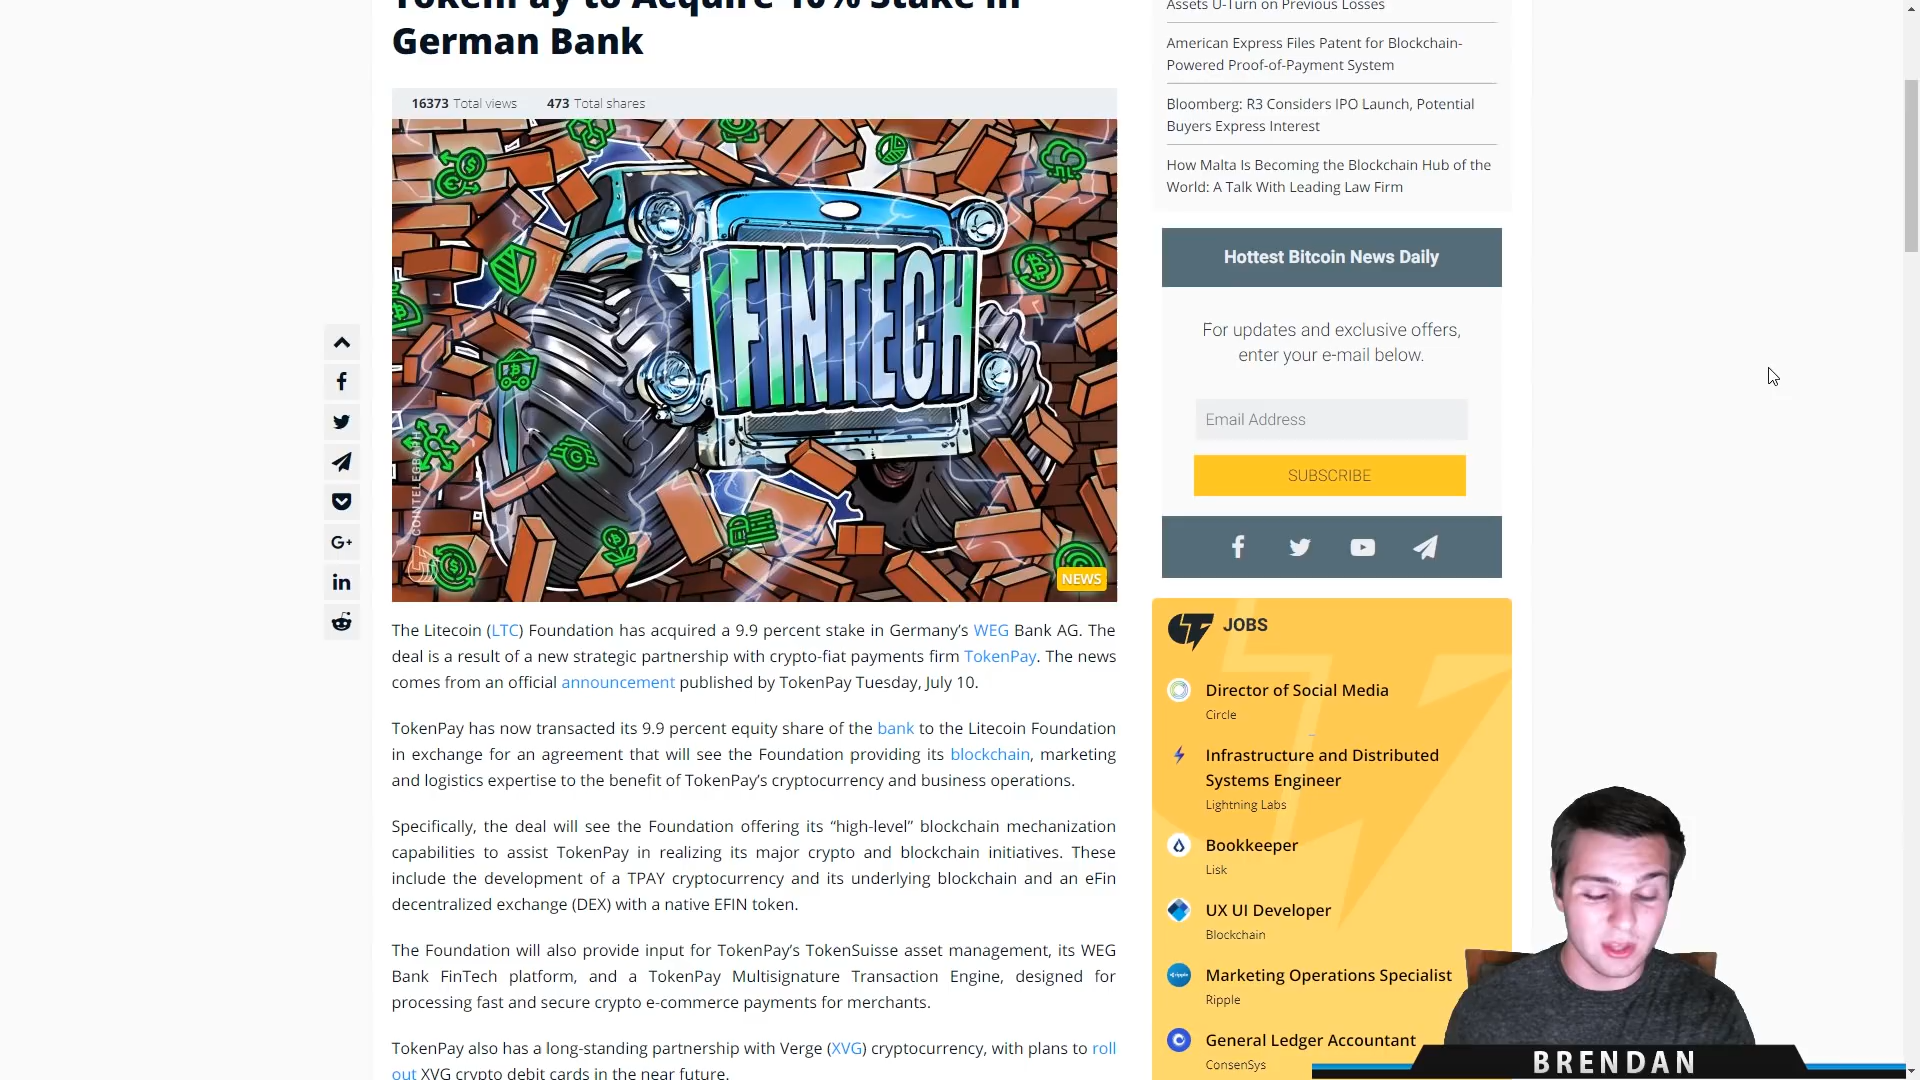 TokenPay to Acquire 10% Stake in
German Bank
16373 Total views 473 Total shares
FINTECH
COINTELEGRAPH
NEWS
The Litecoin (LTC) Foundation has acquired a 9.9 percent stake in Germany’s WEG Bank AG. The
deal is a result of a new strategic partnership with crypto-fiat payments firm TokenPay. The news
comes from an official announcement published by TokenPay Tuesday, July 10.
TokenPay has now transacted its 9.9 percent equity share of the bank to the Litecoin Foundation
in exchange for an agreement that will see the Foundation providing its blockchain, marketing
and logistics expertise to the benefit of TokenPay’s cryptocurrency and business operations.
Specifically, the deal will see the Foundation offering its “high-level” blockchain mechanization
capabilities to assist TokenPay in realizing its major crypto and blockchain initiatives. These
include the development of a TPAY cryptocurrency and its underlying blockchain and an eFin
decentralized exchange (DEX) with a native EFIN token.
The Foundation will also provide input for TokenPay’s TokenSuisse asset management, its WEG
Bank FinTech platform, and a TokenPay Multisignature Transaction Engine, designed for
processing fast and secure crypto e-commerce payments for merchants.
TokenPay also has a long-standing partnership with Verge (XVG) cryptocurrency, with plans to roll
out XVG crypto debit cards in the near future.
Assets U-Turn on Previous Losses
American Express Files Patent for Blockchain-
Powered Proof-of-Payment System
Bloomberg: R3 Considers IPO Launch, Potential
Buyers Express Interest
How Malta Is Becoming the Blockchain Hub of the
World: A Talk With Leading Law Firm
Hottest Bitcoin News Daily
For updates and exclusive offers,
enter your e-mail below.
Email Address
SUBSCRIBE
JOBS
Director of Social Media
Circle
Infrastructure and Distributed
Systems Engineer
Lightning Labs
Bookkeeper
Lisk
UX UI Developer
Blockchain
Marketing Operations Specialist
Ripple
General Ledger Accountant
ConsenSys
BRENDAN